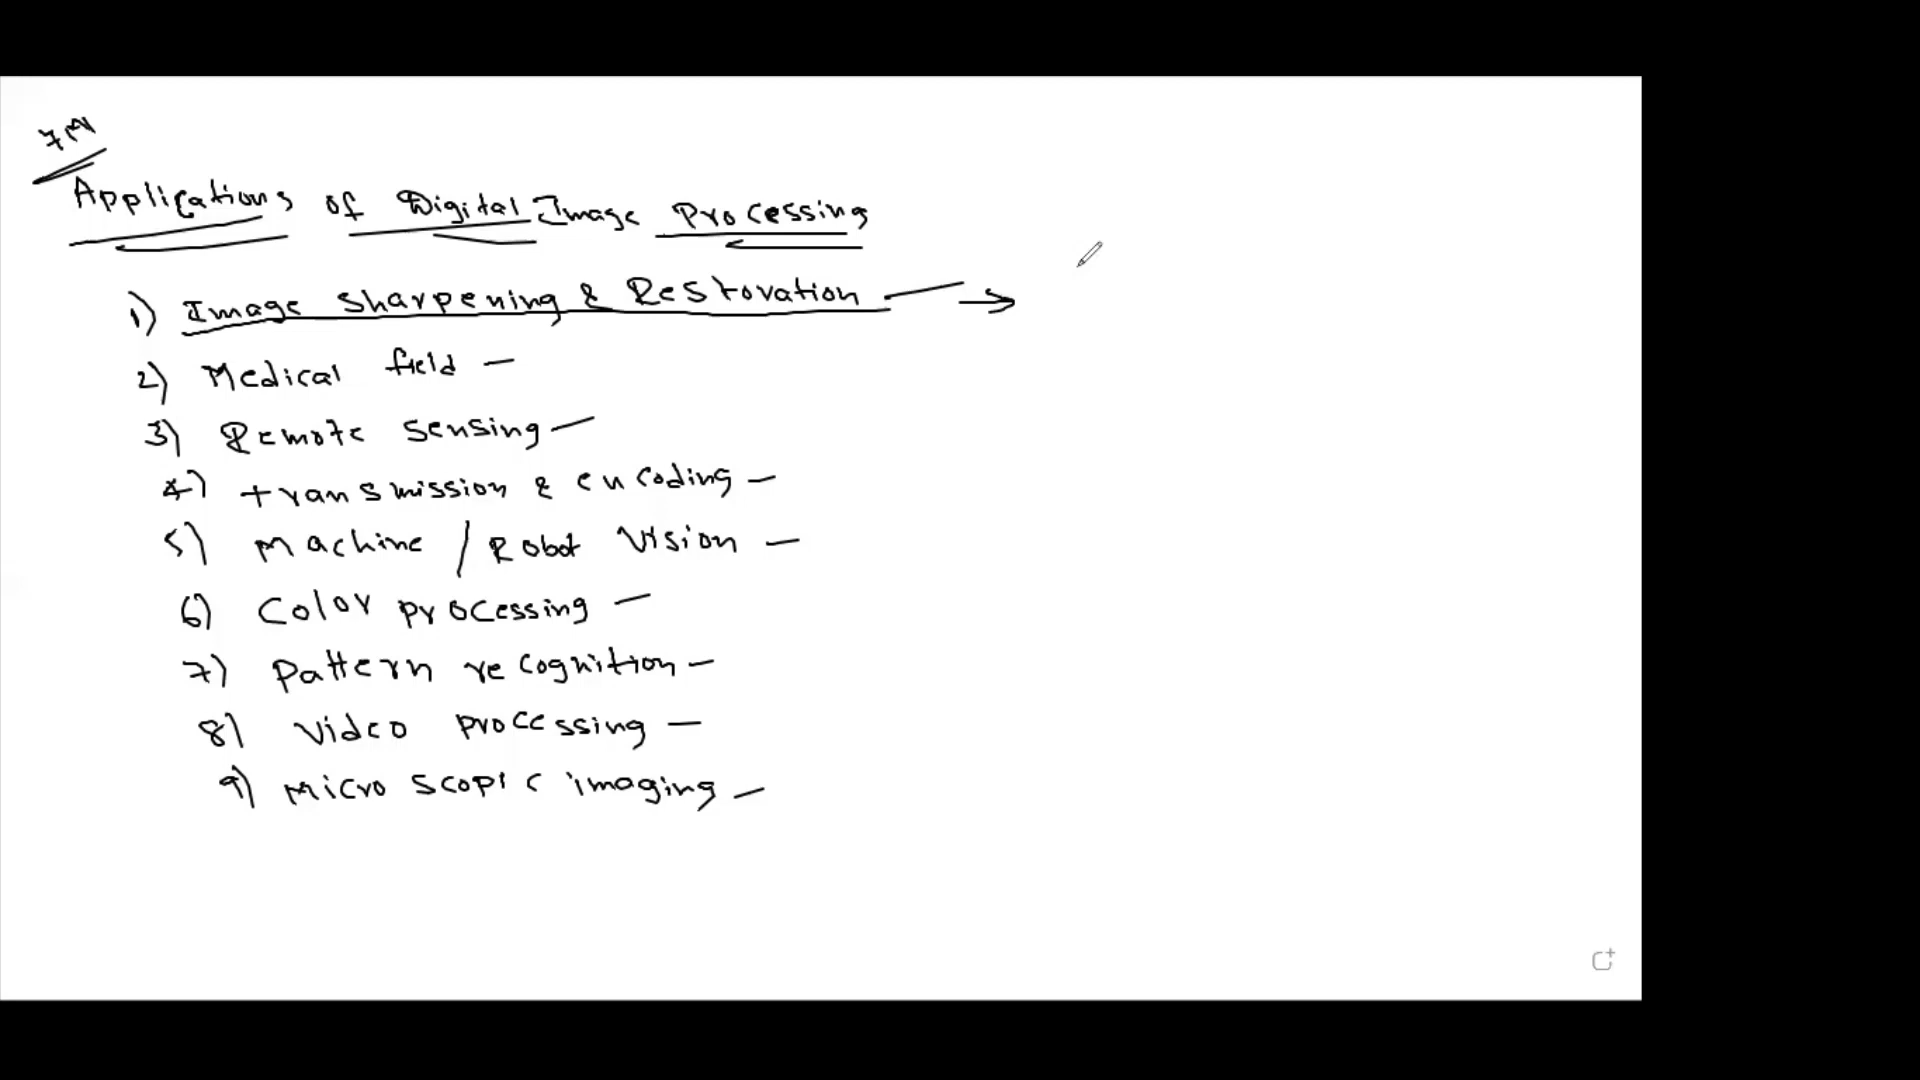 7M
Applications of Digital Image Processing
1) Image Sharpening & Restoration →
2) Medical field -
3) Remote Sensing -
4) transmission & encoding -
5) Machine / Robot Vision -
6) Color processing -
7) Pattern recognition -
8) Video processing -
9) Micro scopic imaging -